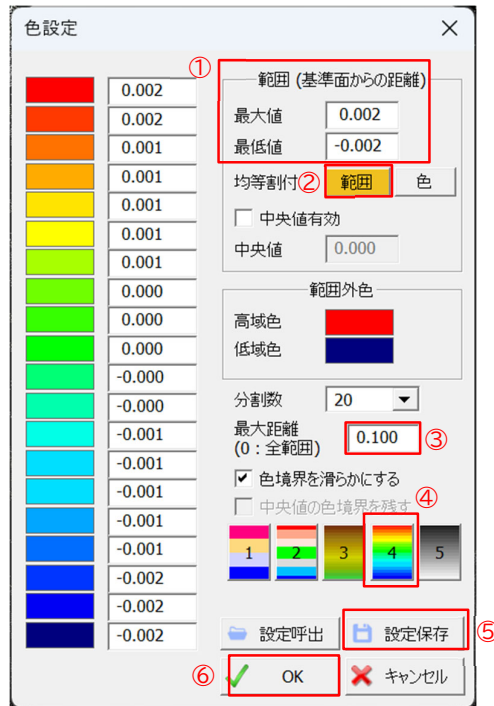 色設定
①
0.002
0.002
0.001
0.001
0.001
0.001
0.001
0.000
0.000
0.000
-0.000
-0.000
-0.001
-0.001
-0.001
-0.001
-0.001
-0.002
-0.002
-0.002
範囲 (基準面からの距離)
最大値 0.002
最低値 -0.002
均等割付 ② 範囲 色
中央値有効
中央値 0.000
範囲外色
高域色
低域色
分割数 20
最大距離
(0：全範囲) 0.100 ③
色境界を滑らかにする
中央値の色境界を残す ④
1 2 3 4 5
設定呼出 設定保存 ⑤
⑥ OK キャンセル